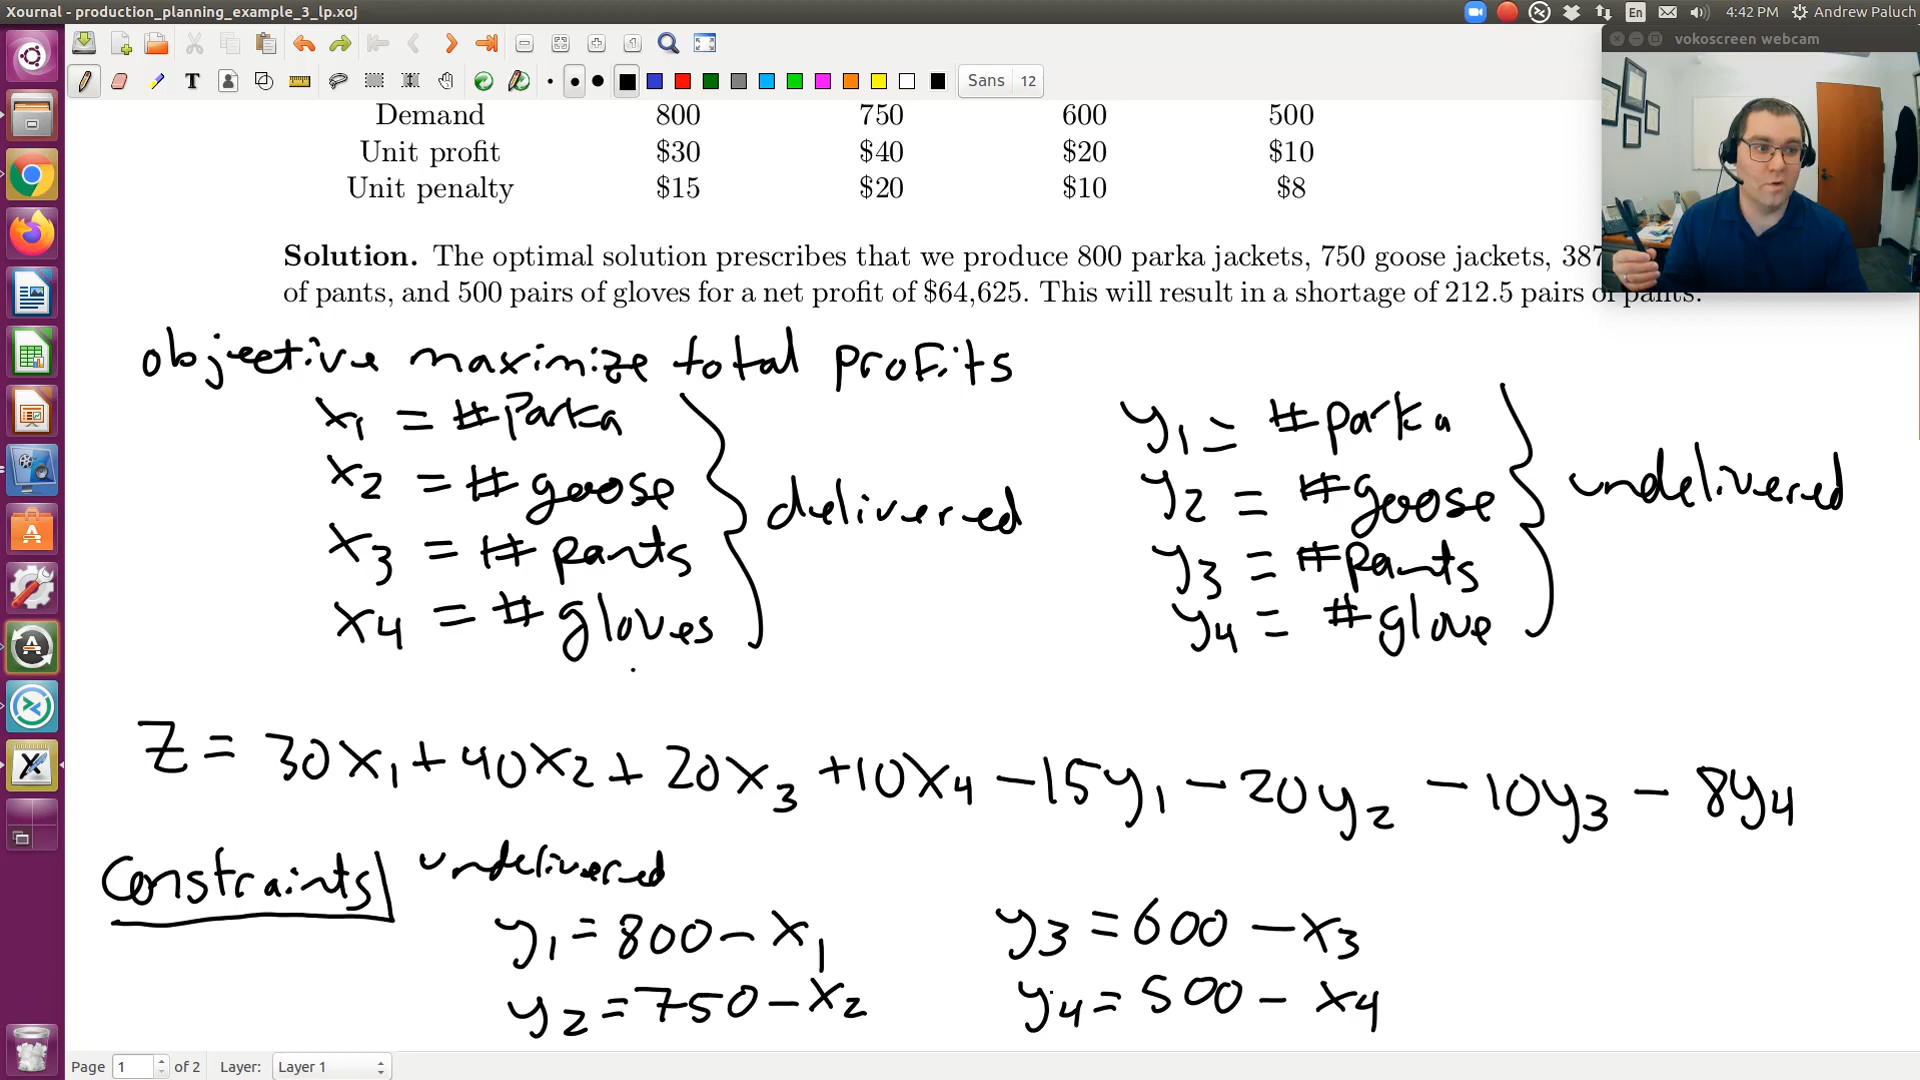 Xournal - production_planning_example_3_lp.xoj
En 4:42 PM Andrew Paluch
vokoscreen webcam
Sans 12
Demand 800 750 600 500
Unit profit $30 $40 $20 $10
Unit penalty $15 $20 $10 $8
Solution. The optimal solution prescribes that we produce 800 parka jackets, 750 goose jackets, 387
of pants, and 500 pairs of gloves for a net profit of $64,625. This will result in a shortage of 212.5 pairs of pants.
objective maximize total profits
x1 = #Parka y1 = #parka
x2 = #goose y2 = #goose
delivered undelivered
x3 = #pants y3 = #pants
x4 = #gloves y4 = #glove
Z = 30x1 + 40x2 + 20x3 + 10x4 - 15y1 - 20y2 - 10y3 - 8y4
Constraints undelivered
y1 = 800 - x1 y3 = 600 - x3
y2 = 750 - x2 y4 = 500 - x4
Page 1 of 2 Layer: Layer 1